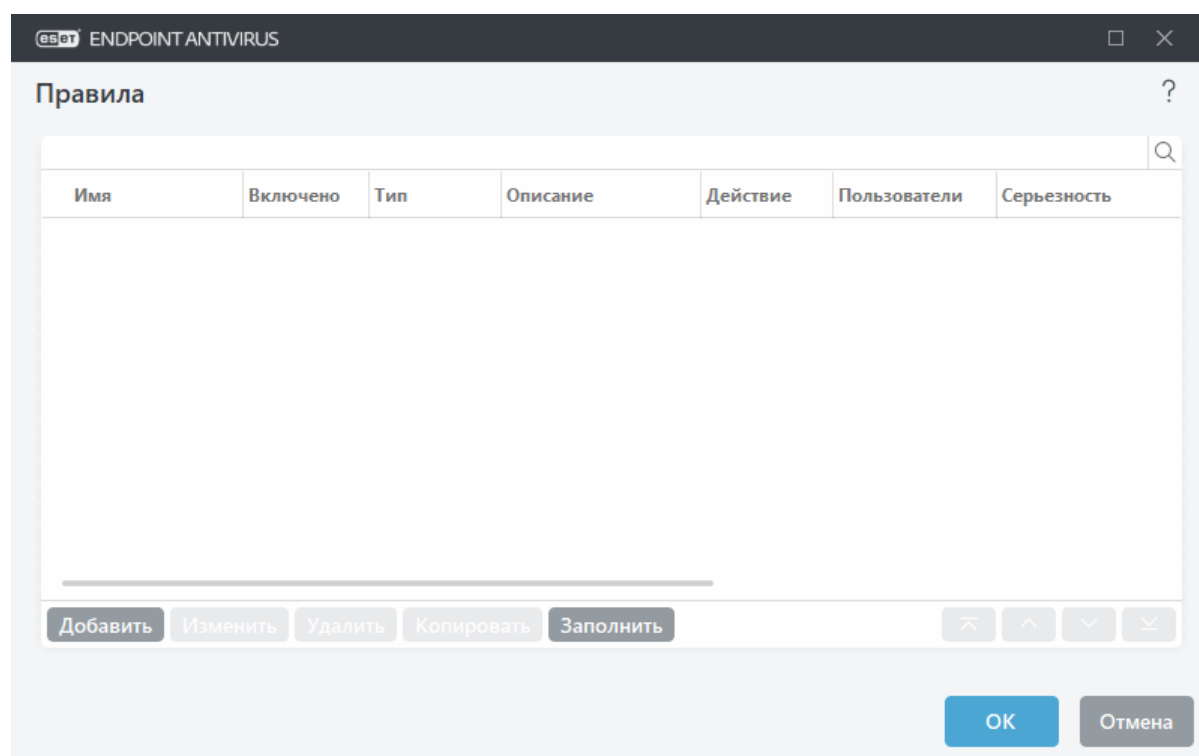 eset ENDPOINT ANTIVIRUS
Правила
?
Имя Включено Тип Описание Действие Пользователи Серьезность
Добавить Изменить Удалить Копировать Заполнить
OK Отмена